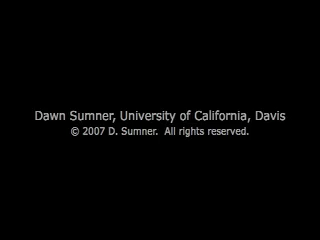 Dawn Sumner, University of California, Davis
© 2007 D. Sumner.  All rights reserved.